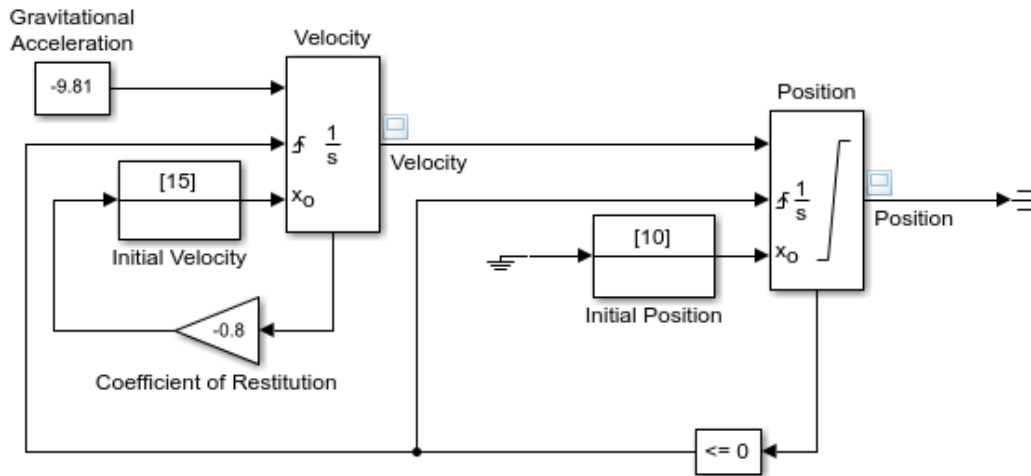 Gravitational
Acceleration
-9.81
Velocity
1
s
xo
Velocity
[15]
Initial Velocity
-0.8
Coefficient of Restitution
Position
1
s
xo
Position
[10]
Initial Position
<= 0